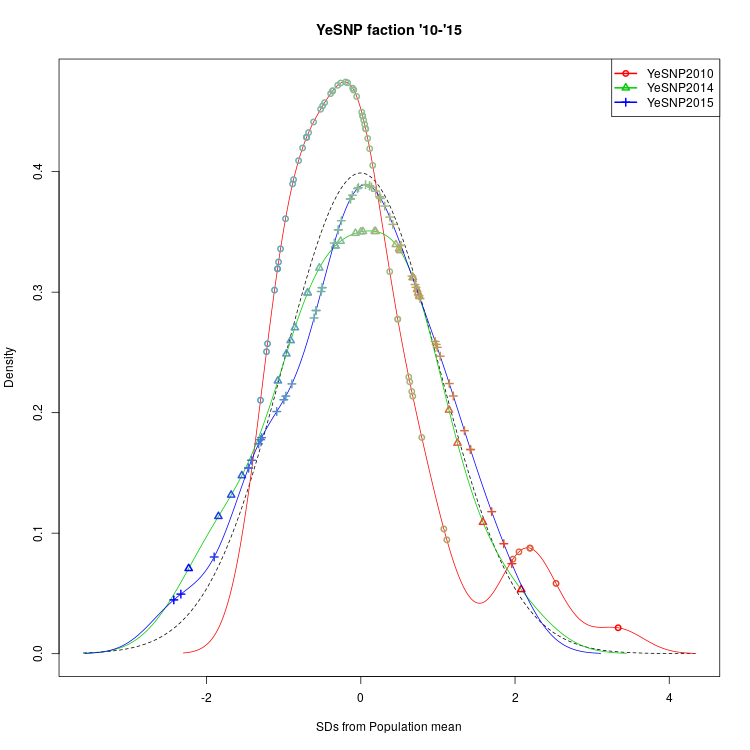 YeSNP faction '10-'15
YeSNP2010
YeSNP2014
YeSNP2015
Density
0.4
0.3
0.2
0.1
0.0
-2 0 2 4
SDs from Population mean